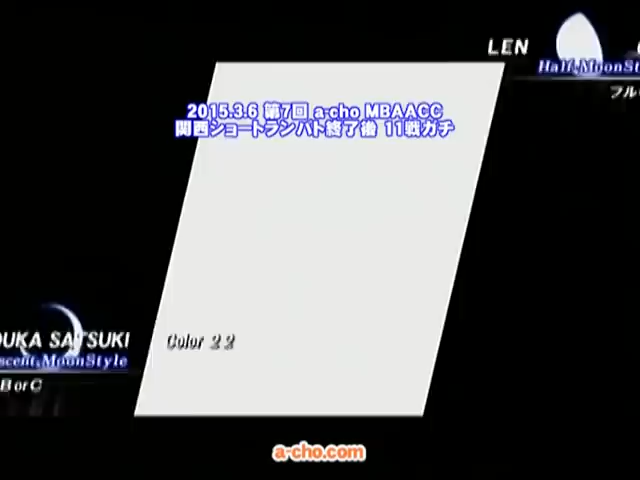 LEN
Half MoonSty
フル
2015.3.6 第7回 a-cho MBAACC
関西ショートランバト終了後 11戦ガチ
OUKA SATSUKI
escent MoonStyle
B or C
Color 22
a-cho.com